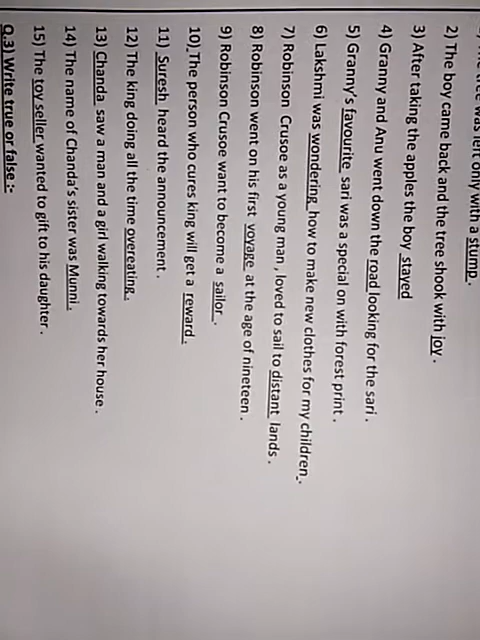 tree was left only with a stump.
2) The boy came back and the tree shook with joy.
3) After taking the apples the boy stayed
4) Granny and Anu went down the road looking for the sari.
5) Granny's favourite sari was a special on with forest print.
6) Lakshmi was wondering how to make new clothes for my children.
7) Robinson Crusoe as a young man , loved to sail to distant lands .
8) Robinson went on his first voyage at the age of nineteen .
9) Robinson Crusoe want to become a sailor .
10) The person who cures king will get a reward.
11) Suresh heard the announcement .
12) The king doing all the time overeating.
13) Chanda saw a man and a girl walking towards her house .
14) The name of Chanda's sister was Munni.
15) The toy seller wanted to gift to his daughter .
Q.3) Write true or false :-